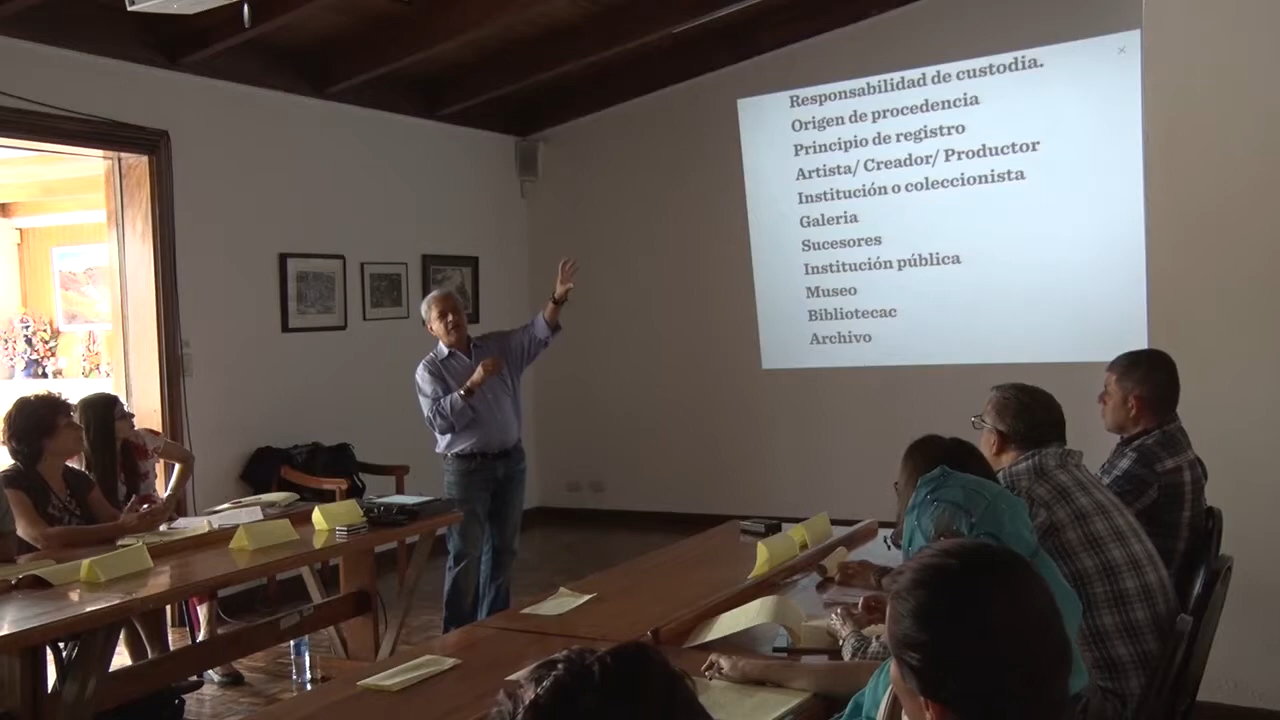 Responsabilidad de custodia.
Origen de procedencia
Principio de registro
Artista/ Creador/ Productor
Institución o coleccionista
Galeria
Sucesores
Institución pública
Museo
Bibliotecac
Archivo